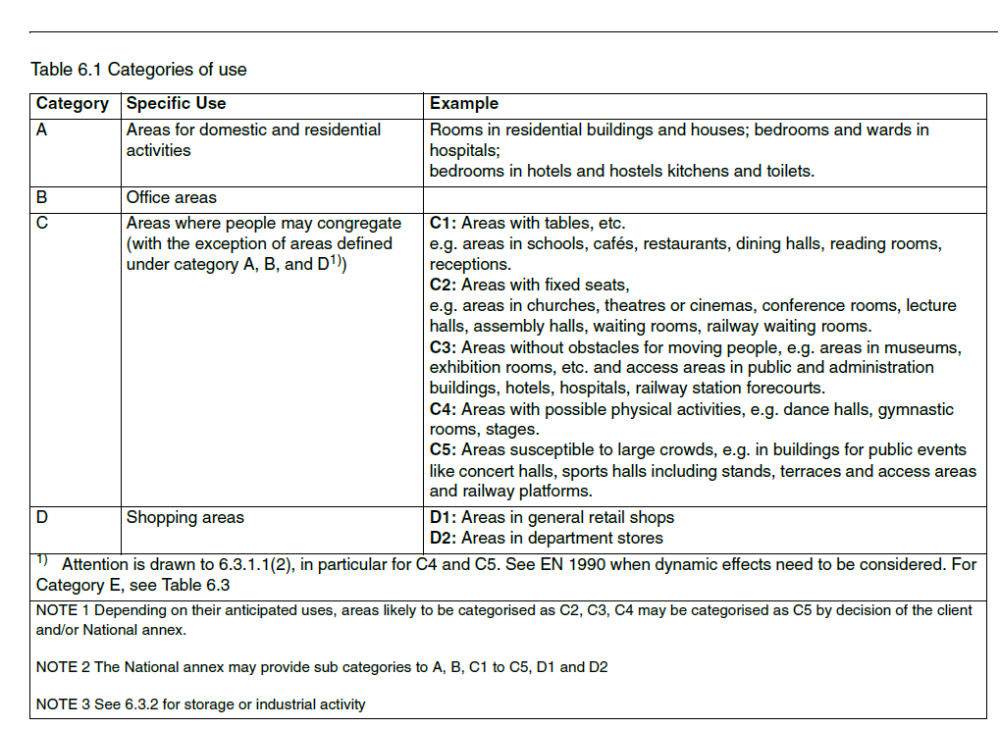 Table 6.1 Categories of use
Category Specific Use Example
A Areas for domestic and residential activities Rooms in residential buildings and houses; bedrooms and wards in
hospitals;
bedrooms in hotels and hostels kitchens and toilets.
B Office areas
C Areas where people may congregate
(with the exception of areas defined
under category A, B, and D1))
C1: Areas with tables, etc.
e.g. areas in schools, cafés, restaurants, dining halls, reading rooms,
receptions.
C2: Areas with fixed seats,
e.g. areas in churches, theatres or cinemas, conference rooms, lecture
halls, assembly halls, waiting rooms, railway waiting rooms.
C3: Areas without obstacles for moving people, e.g. areas in museums,
exhibition rooms, etc. and access areas in public and administration
buildings, hotels, hospitals, railway station forecourts.
C4: Areas with possible physical activities, e.g. dance halls, gymnastic
rooms, stages.
C5: Areas susceptible to large crowds, e.g. in buildings for public events
like concert halls, sports halls including stands, terraces and access areas
and railway platforms.
D Shopping areas D1: Areas in general retail shops
D2: Areas in department stores
1) Attention is drawn to 6.3.1.1(2), in particular for C4 and C5. See EN 1990 when dynamic effects need to be considered. For
Category E, see Table 6.3
NOTE 1 Depending on their anticipated uses, areas likely to be categorised as C2, C3, C4 may be categorised as C5 by decision of the client
and/or National annex.
NOTE 2 The National annex may provide sub categories to A, B, C1 to C5, D1 and D2
NOTE 3 See 6.3.2 for storage or industrial activity